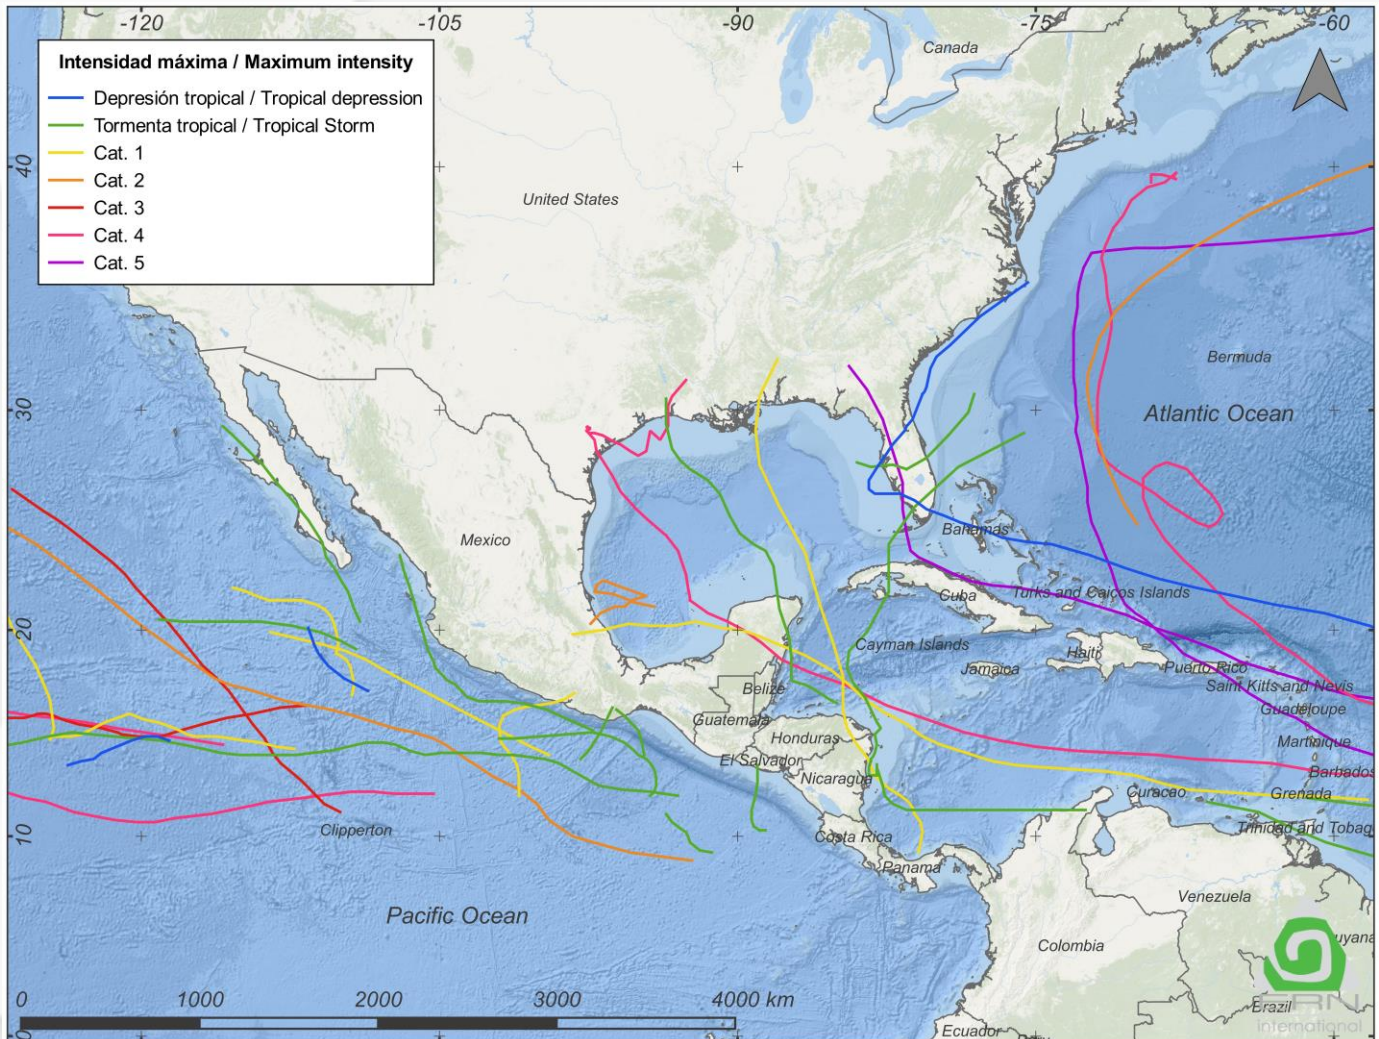 -120
-105
-90
-75
-60
Intensidad máxima / Maximum intensity
Depresión tropical / Tropical depression
Tormenta tropical / Tropical Storm
Cat. 1
Cat. 2
Cat. 3
Cat. 4
Cat. 5
Canada
40
United States
Bermuda
30
Atlantic Ocean
Mexico
Bahamas
Cuba
Turks and Caicos Islands
20
Cayman Islands
Haiti
Jamaica
Puerto Rico
Belize
Saint Kitts and Nevis
Guadeloupe
Guatemala
Honduras
Martinique
El Salvador
Nicaragua
Barbados
Curacao
Grenada
10
Clipperton
Costa Rica
Trinidad and Tobag
Panama
Venezuela
Pacific Ocean
Colombia
uyana
0
1000
2000
3000
4000 km
Brazil
ERN
international
Ecuador
0